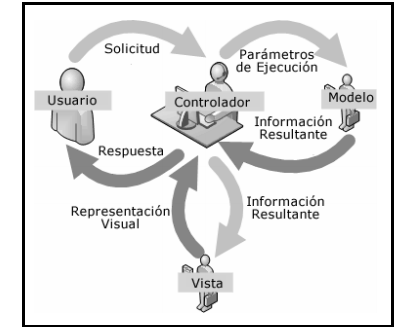 Solicitud
Parámetros
de Ejecución
Usuario
Controlador
Modelo
Información
Resultante
Respuesta
Representación
Visual
Información
Resultante
Vista